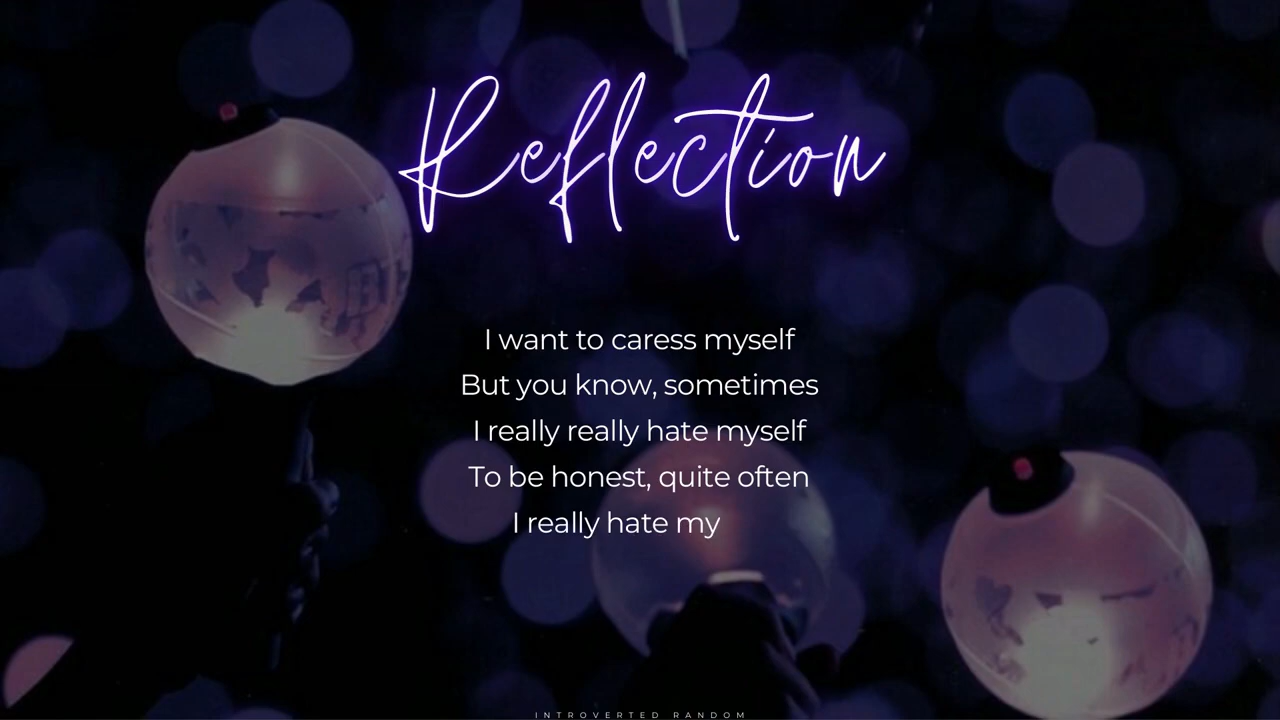 Reflection
I want to caress myself
But you know, sometimes
I really really hate myself
To be honest, quite often
I really hate my
INTROVERTED RANDOM